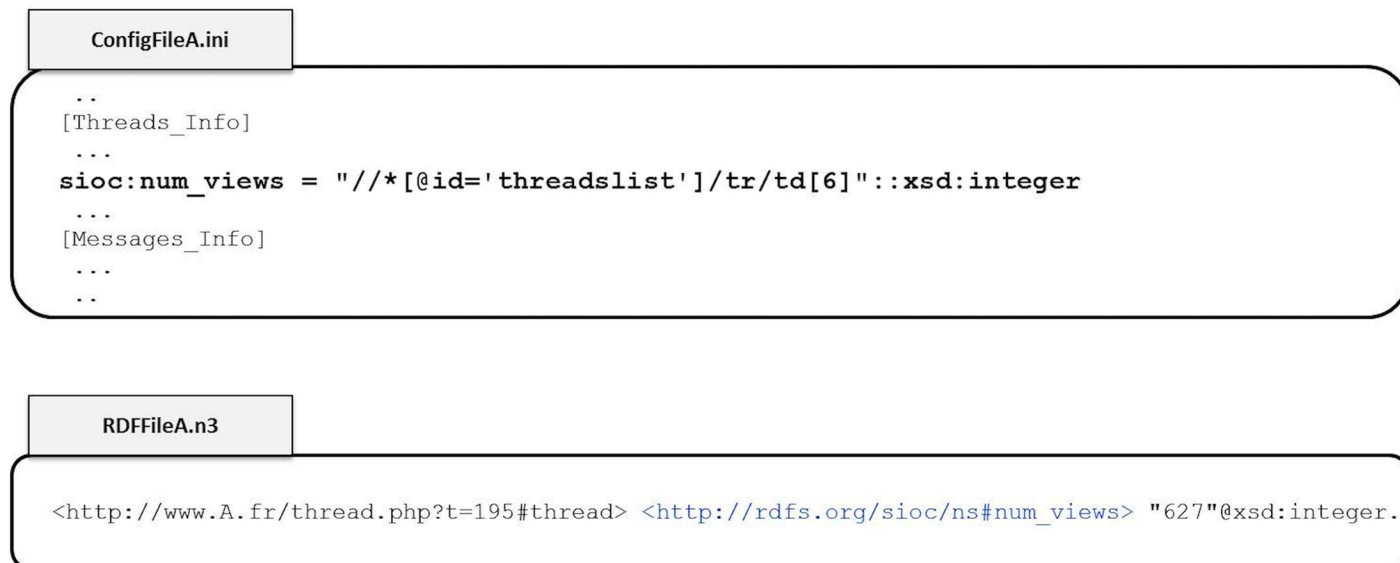 ConfigFileA.ini
..
[Threads_Info]
...
sioc:num_views = "//*[@id='threadslist']/tr/td[6]"::xsd:integer
...
[Messages_Info]
...
..
RDFFileA.n3
<http://www.A.fr/thread.php?t=195#thread> <http://rdfs.org/sioc/ns#num_views> "627"@xsd:integer.